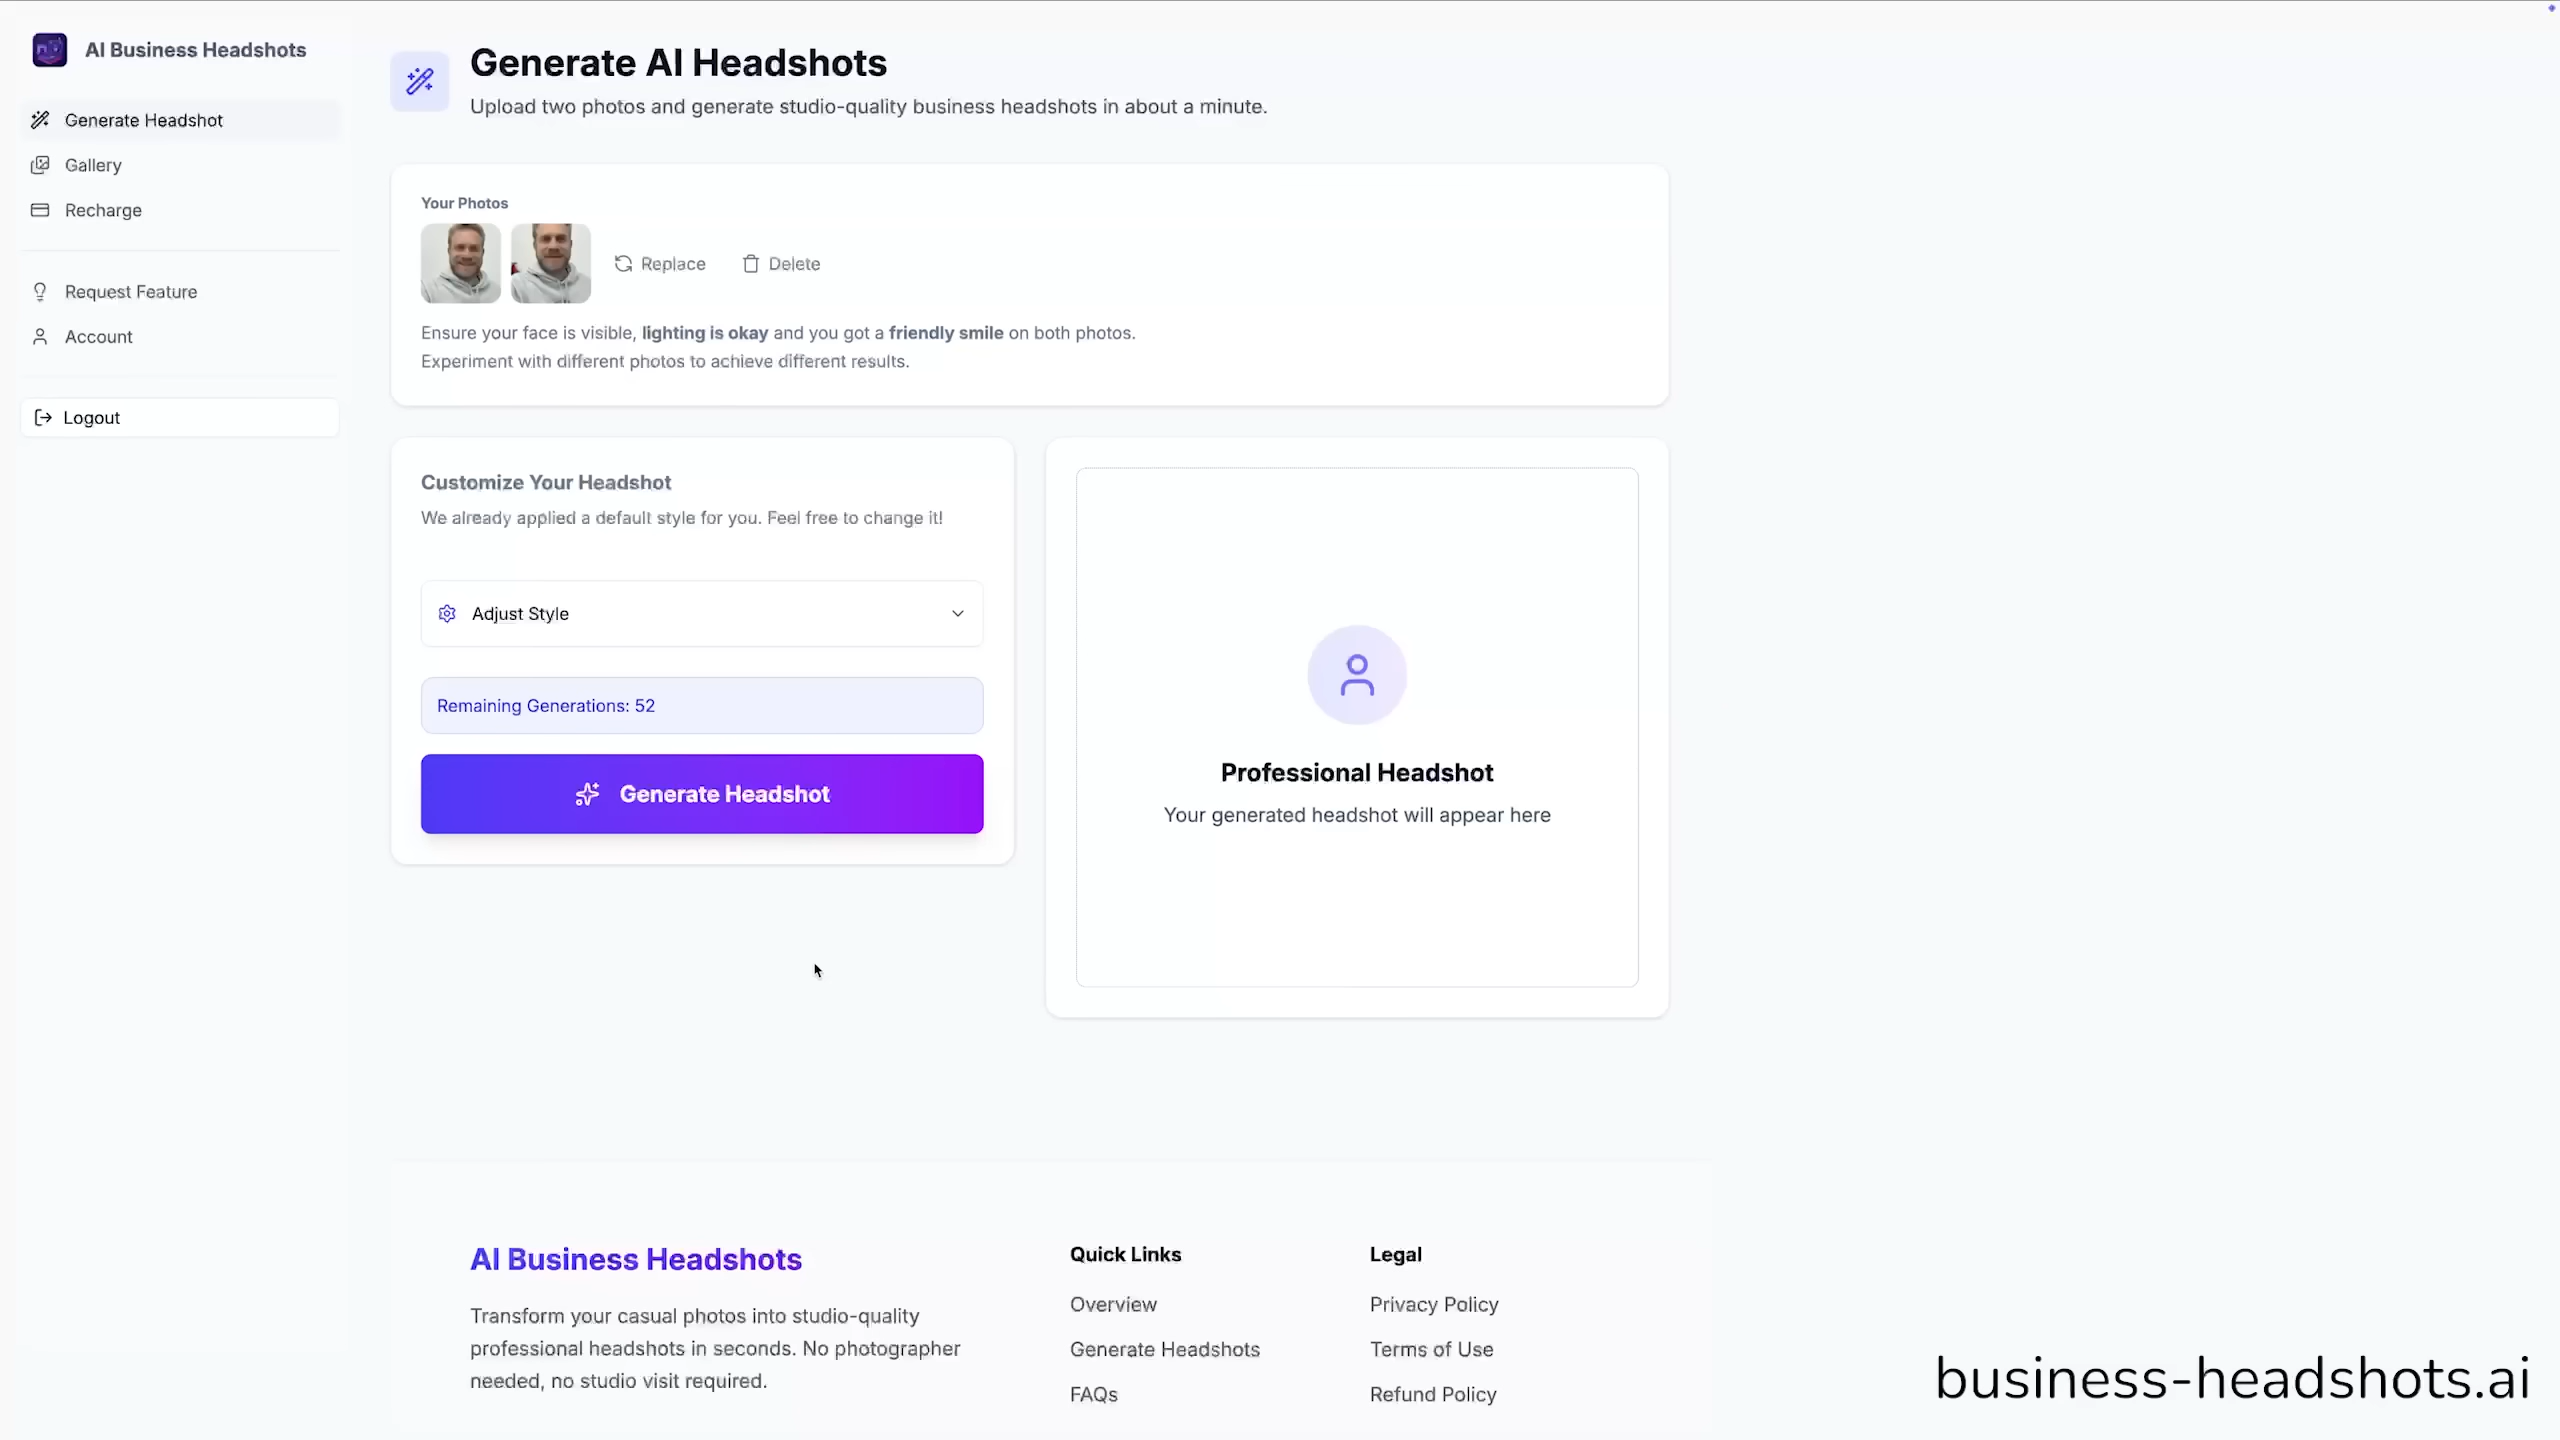 AI Business Headshots
Generate Headshot
Gallery
Recharge
Request Feature
Account
Logout
Generate AI Headshots
Upload two photos and generate studio-quality business headshots in about a minute.
Your Photos
Replace
Delete
Ensure your face is visible, lighting is okay and you got a friendly smile on both photos.
Experiment with different photos to achieve different results.
Customize Your Headshot
We already applied a default style for you. Feel free to change it!
Adjust Style
Remaining Generations: 52
Generate Headshot
Professional Headshot
Your generated headshot will appear here
AI Business Headshots
Transform your casual photos into studio-quality
professional headshots in seconds. No photographer
needed, no studio visit required.
Quick Links
Overview
Generate Headshots
FAQs
Legal
Privacy Policy
Terms of Use
Refund Policy
business-headshots.ai